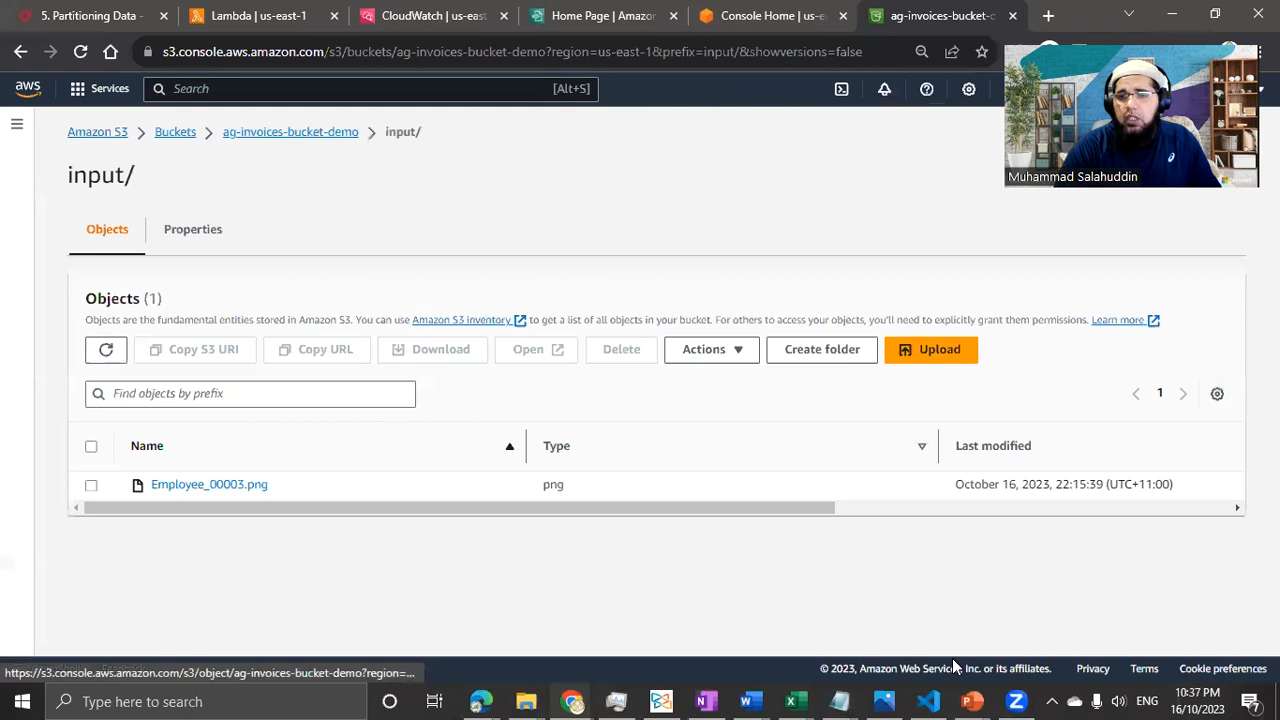 5. Partitioning Data
Lambda | us-east-1
CloudWatch | us-east
Home Page | Amazon
Console Home | us-e
ag-invoices-bucket-
s3.console.aws.amazon.com/s3/buckets/ag-invoices-bucket-demo?region=us-east-1&prefix=input/&showversions=false
aws
Services
Search
[Alt+S]
Amazon S3
Buckets
ag-invoices-bucket-demo
input/
Muhammad Salahuddin
input/
Objects
Properties
Objects (1)
Objects are the fundamental entities stored in Amazon S3. You can use Amazon S3 inventory to get a list of all objects in your bucket. For others to access your objects, you'll need to explicitly grant them permissions. Learn more
Copy S3 URI
Copy URL
Download
Open
Delete
Actions
Create folder
Upload
Find objects by prefix
1
Name
Type
Last modified
Employee_00003.png
png
October 16, 2023, 22:15:39 (UTC+11:00)
https://s3.console.aws.amazon.com/s3/object/ag-invoices-bucket-demo?region=...
© 2023, Amazon Web Services, Inc. or its affiliates.
Privacy
Terms
Cookie preferences
Type here to search
ENG
10:37 PM
16/10/2023
7